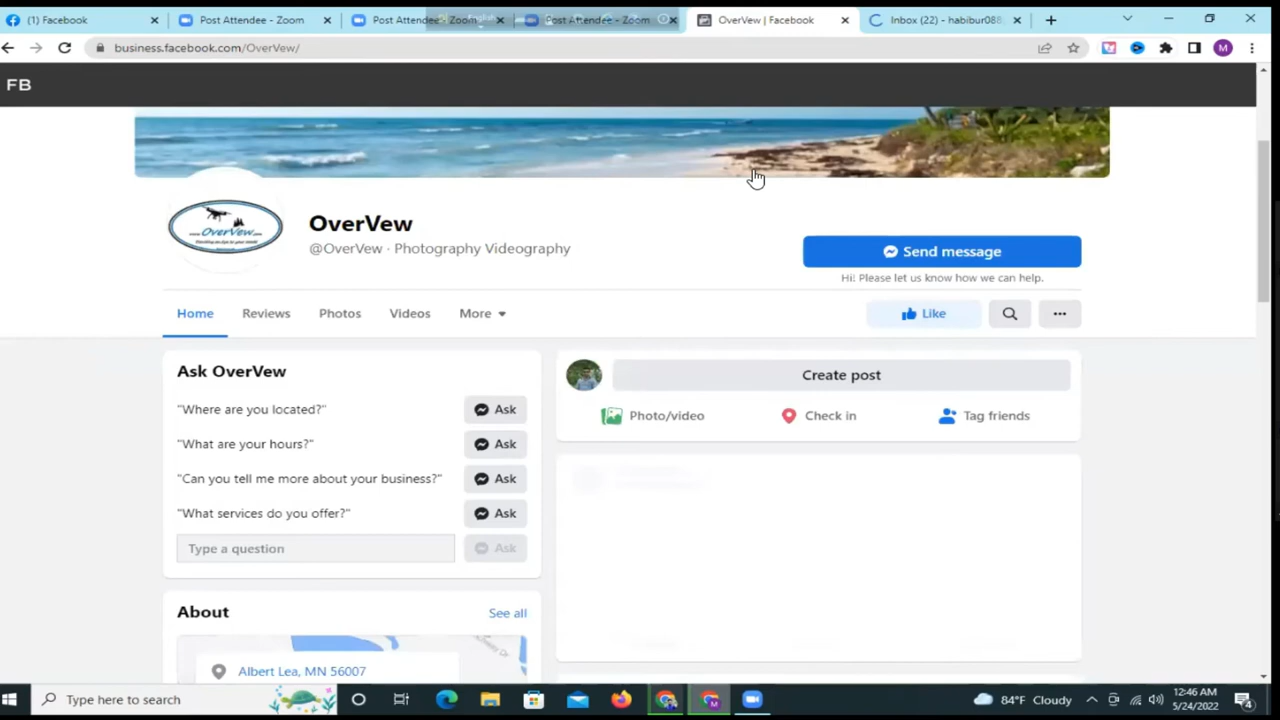 (1) Facebook
Post Attendee - Zoom
Post Attendee - Zoom
Post Attendee - Zoom
OverVew | Facebook
Inbox (22) - habibur088
business.facebook.com/OverVew/
M
FB
www.OverVew.com
OverVew
@OverVew · Photography Videography
Send message
Hi! Please let us know how we can help.
Home
Reviews
Photos
Videos
More
Like
Ask OverVew
"Where are you located?"
Ask
"What are your hours?"
Ask
"Can you tell me more about your business?"
Ask
"What services do you offer?"
Ask
Type a question
Ask
Create post
Photo/video
Check in
Tag friends
About
See all
Albert Lea, MN 56007
Type here to search
84°F Cloudy
12:46 AM
5/24/2022
4